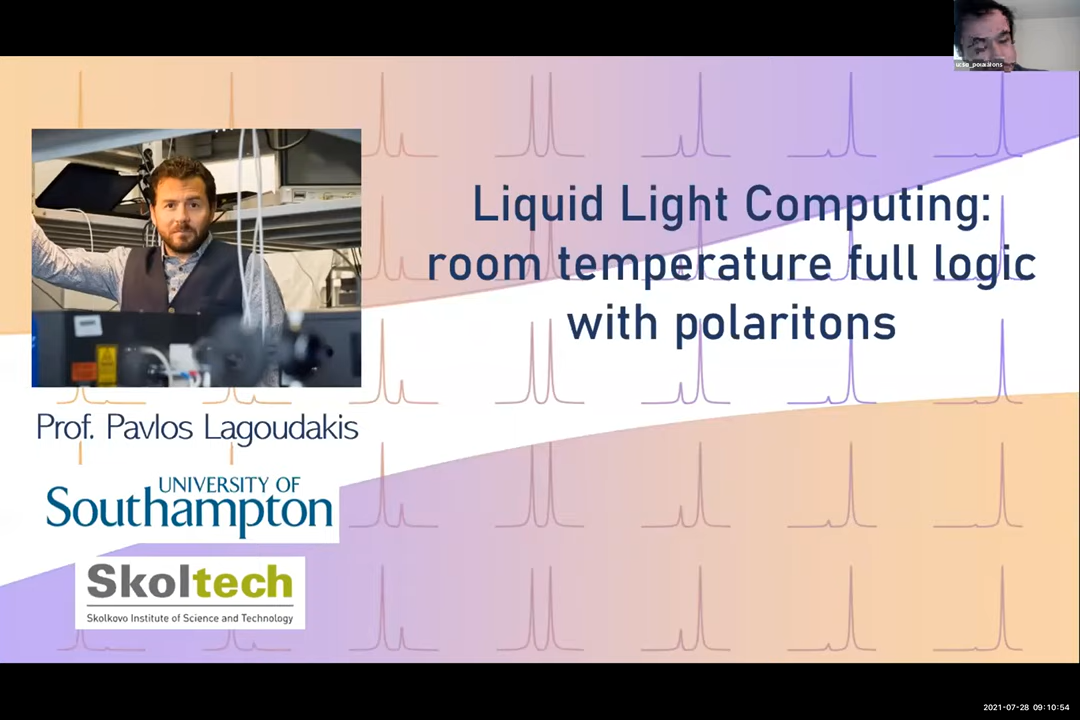 Liquid Light Computing:
room temperature full logic
with polaritons
Prof. Pavlos Lagoudakis
UNIVERSITY OF
Southampton
Skoltech
Skolkovo Institute of Science and Technology
2021-07-28 09:10:54